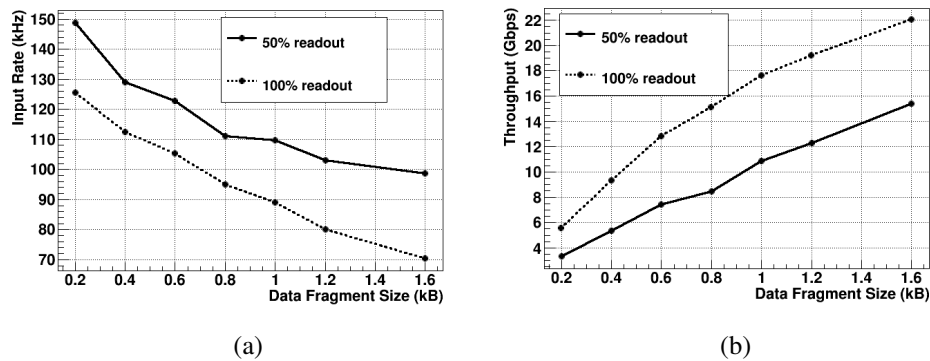 Input Rate (kHz)
150
140
130
120
110
100
90
80
70
50% readout
100% readout
0.2 0.4 0.6 0.8 1 1.2 1.4 1.6
Data Fragment Size (kB)
(a)
Throughput (Gbps)
22
20
18
16
14
12
10
8
6
4
50% readout
100% readout
0.2 0.4 0.6 0.8 1 1.2 1.4 1.6
Data Fragment Size (kB)
(b)